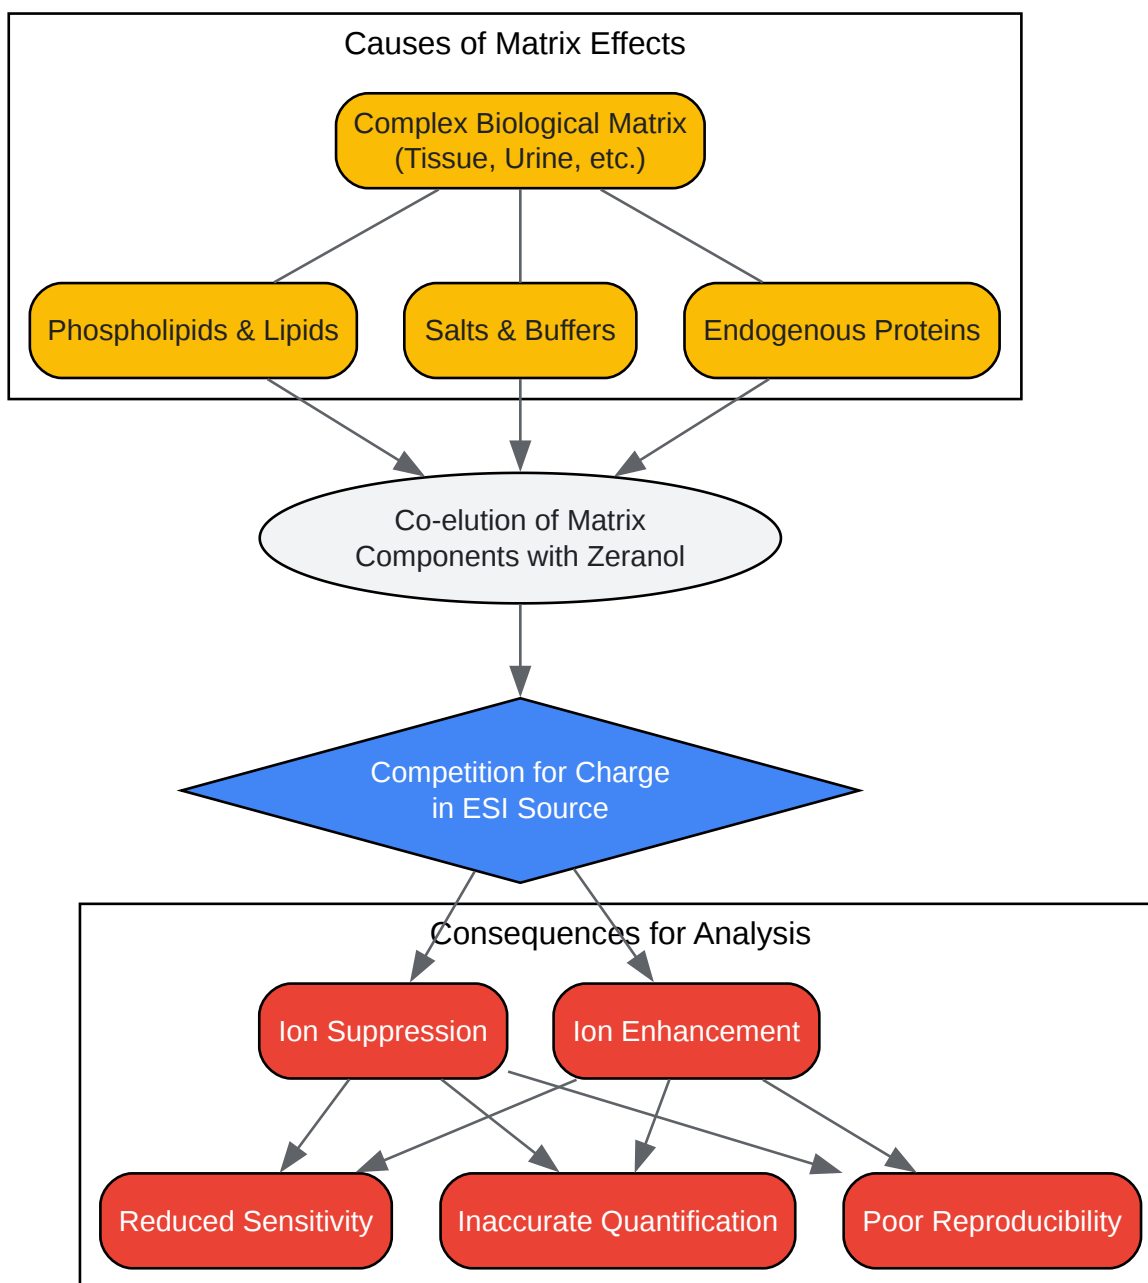 Causes of Matrix Effects
Complex Biological Matrix
(Tissue, Urine, etc.)
Phospholipids & Lipids
Salts & Buffers
Endogenous Proteins
Co-elution of Matrix
Components with Zeranol
Competition for Charge
in ESI Source
Consequences for Analysis
Ion Suppression
Ion Enhancement
Reduced Sensitivity
Inaccurate Quantification
Poor Reproducibility